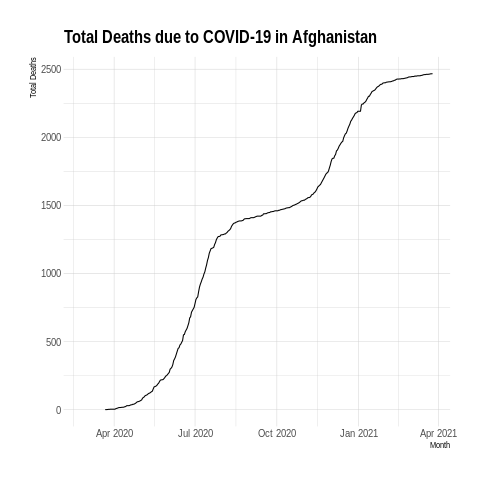 Total Deaths due to COVID-19 in Afghanistan
Total Deaths
2500
2000
1500
1000
500
0
Apr 2020 Jul 2020 Oct 2020 Jan 2021 Apr 2021
Month